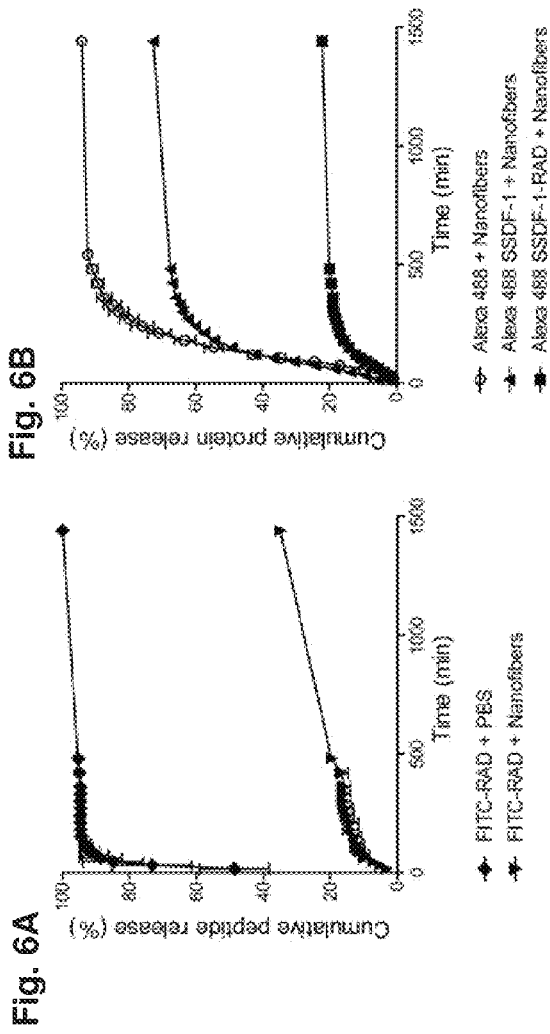 Fig. 6A
Cumulative peptide release (%)
100
80
60
40
20
0
0
500
1000
1500
Time (min)
FITC-RAD + PBS
FITC-RAD + Nanofibers
Fig. 6B
Cumulative protein release (%)
100
80
60
40
20
0
0
500
1000
1500
Time (min)
Alexa 488 + Nanofibers
Alexa 488 SSDF-1 + Nanofibers
Alexa 488 SSDF-1-RAD + Nanofibers